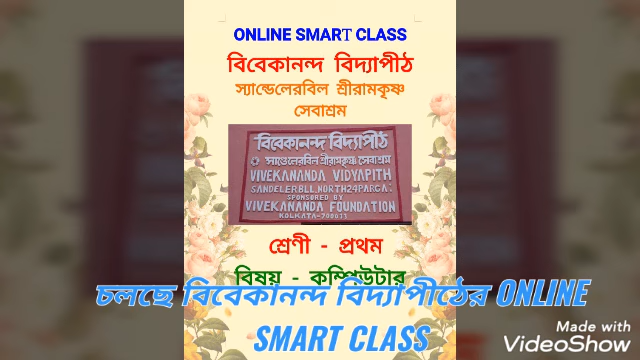 ONLINE SMART CLASS
বিবেকানন্দ বিদ্যাপীঠ
স্যান্ডেলেরবিল শ্রীরামকৃষ্ণ
সেবাশ্রম
বিবেকানন্দ বিদ্যাপীঠ
সাণ্ডেলেরবিল শ্রীরামকৃষ্ণ সেবাশ্রম
VIVEKANANDA VIDYAPITH
SANDELERBIL, NORTH 24 PARGA
SPONSORED BY
VIVEKANANDA FOUNDATION
KOLKATA-700011
শ্রেণী - প্রথম
বিষয় - কম্পিউটার
চলছে বিবেকানন্দ বিদ্যাপীঠের ONLINE
SMART CLASS
Made with
VideoShow